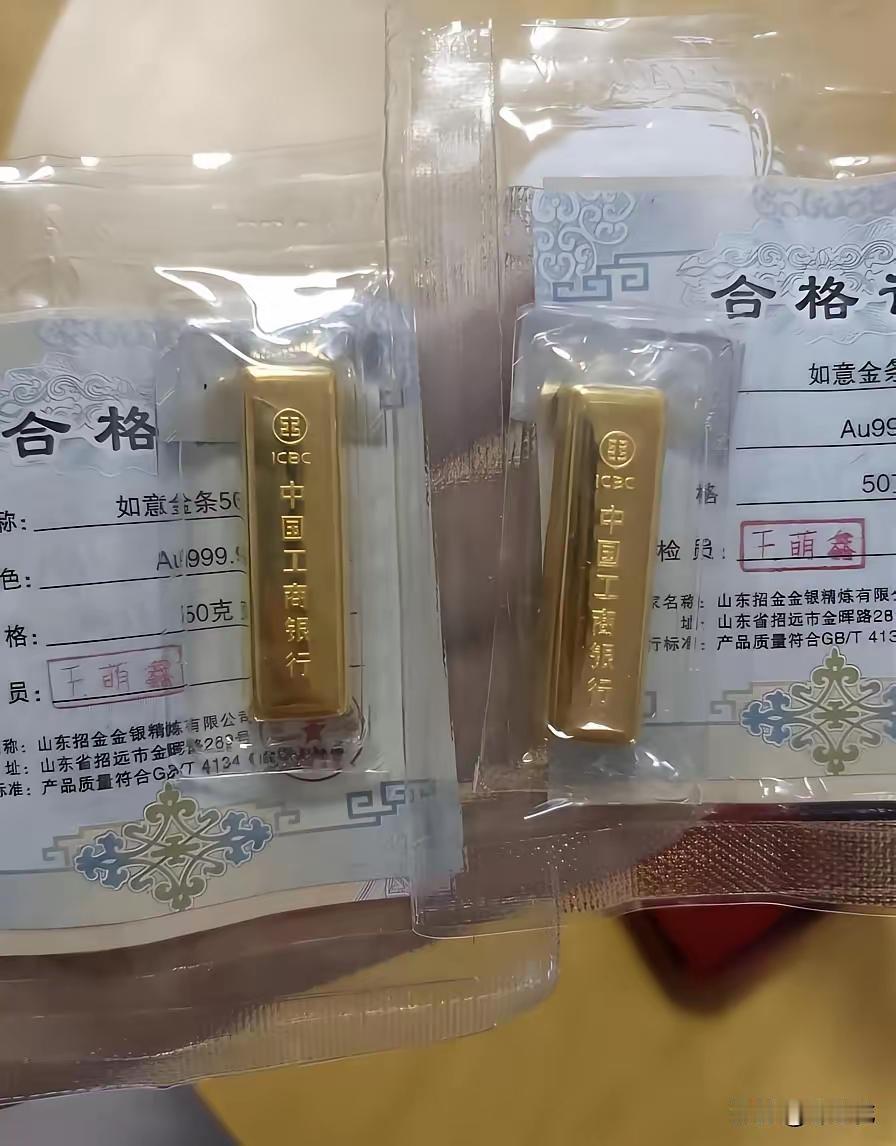 合格
称: 如意金条50
色: Au999.9
格: 50克
员: 王萌鑫
称: 山东招金金银精炼有限公司
址: 山东省招远市金晖路289号
标准: 产品质量符合GB/T 4134
ICBC
中国工商银行
ICBC
中国工商银行
合格证
如意金条
Au99
格 50
检 员: 王萌鑫
家名称: 山东招金金银精炼有限公
址: 山东省招远市金晖路28
行标准: 产品质量符合GB/T 413